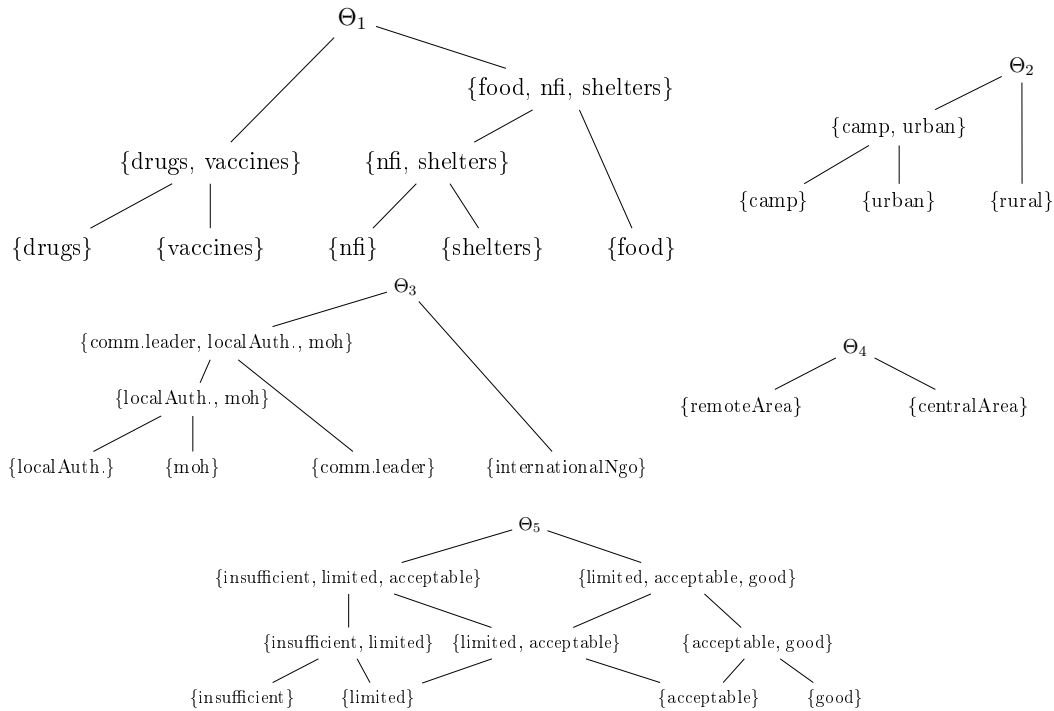 Θ₁
{food, nfi, shelters}
{drugs, vaccines} {nfi, shelters}
{drugs} {vaccines} {nfi} {shelters} {food}
Θ₂
{camp, urban}
{camp} {urban} {rural}
Θ₃
{comm.leader, localAuth., moh}
{localAuth., moh}
{localAuth.} {moh} {comm.leader} {internationalNgo}
Θ₄
{remoteArea} {centralArea}
Θ₅
{insufficient, limited, acceptable} {limited, acceptable, good}
{insufficient, limited} {limited, acceptable} {acceptable, good}
{insufficient} {limited} {acceptable} {good}